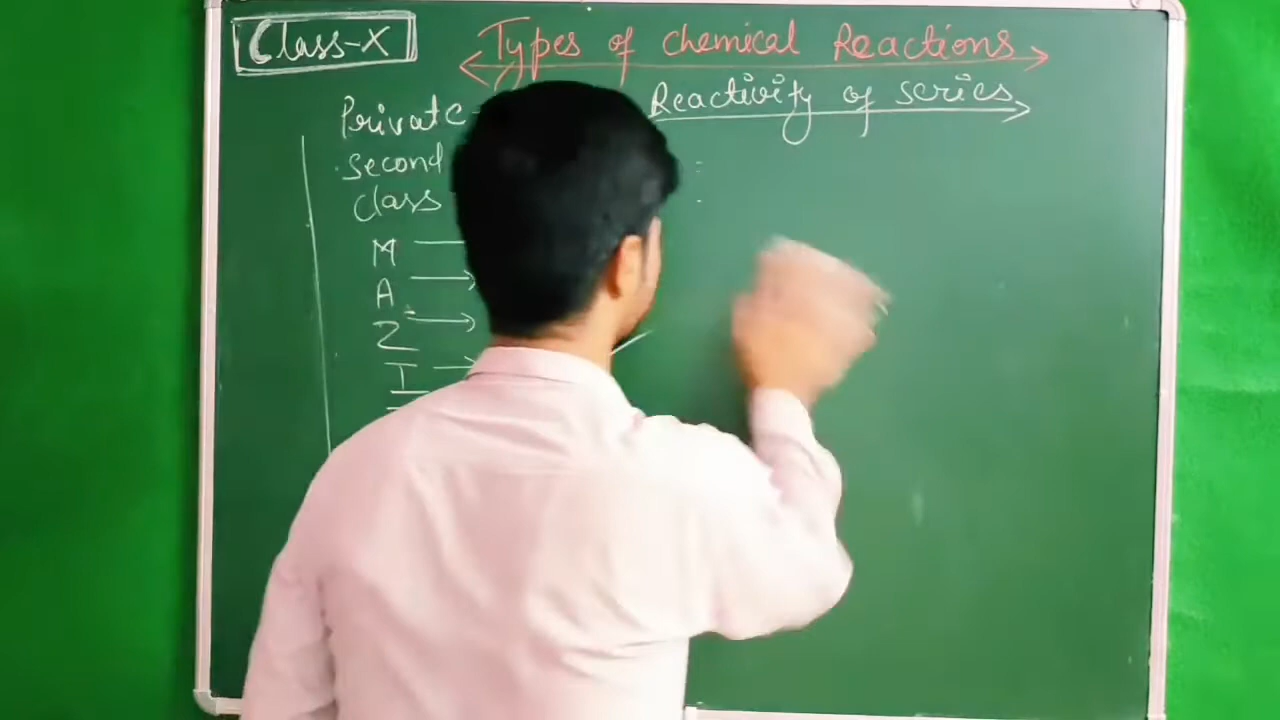 Class-X
Types of chemical Reactions
Reactivity of series
Private
second
class
M
A
Z
I